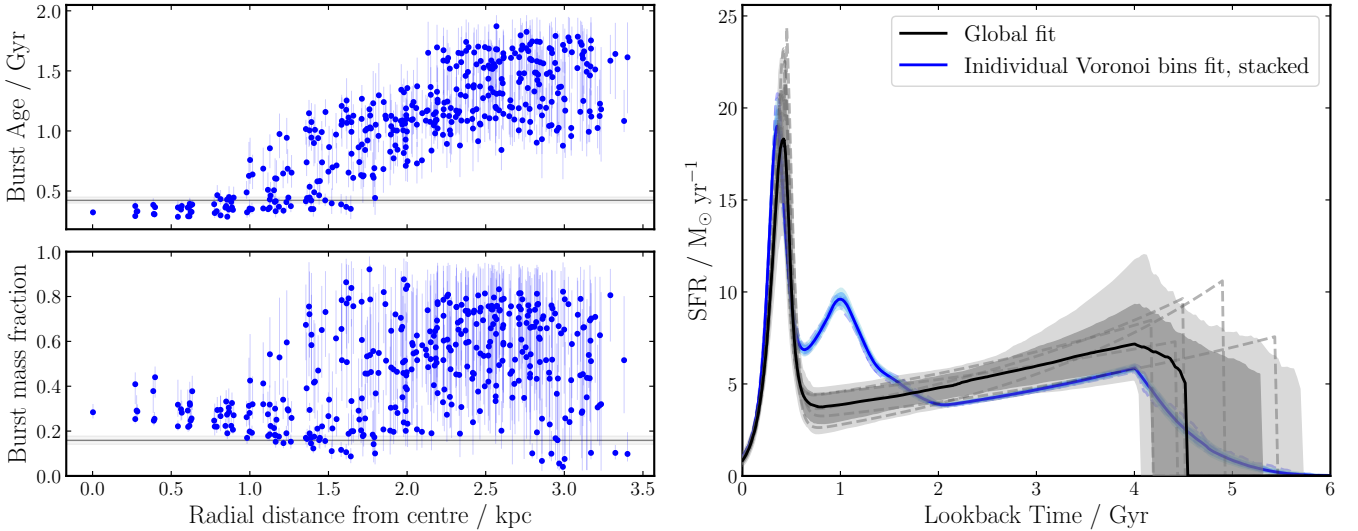 2.0
1.5
1.0
0.5
Burst Age / Gyr
1.0
0.8
0.6
0.4
0.2
0.0
Burst mass fraction
0.0 0.5 1.0 1.5 2.0 2.5 3.0 3.5
Radial distance from centre / kpc
25
20
15
10
5
0
SFR / M⊙ yr⁻¹
Global fit
Inidividual Voronoi bins fit, stacked
0 1 2 3 4 5 6
Lookback Time / Gyr